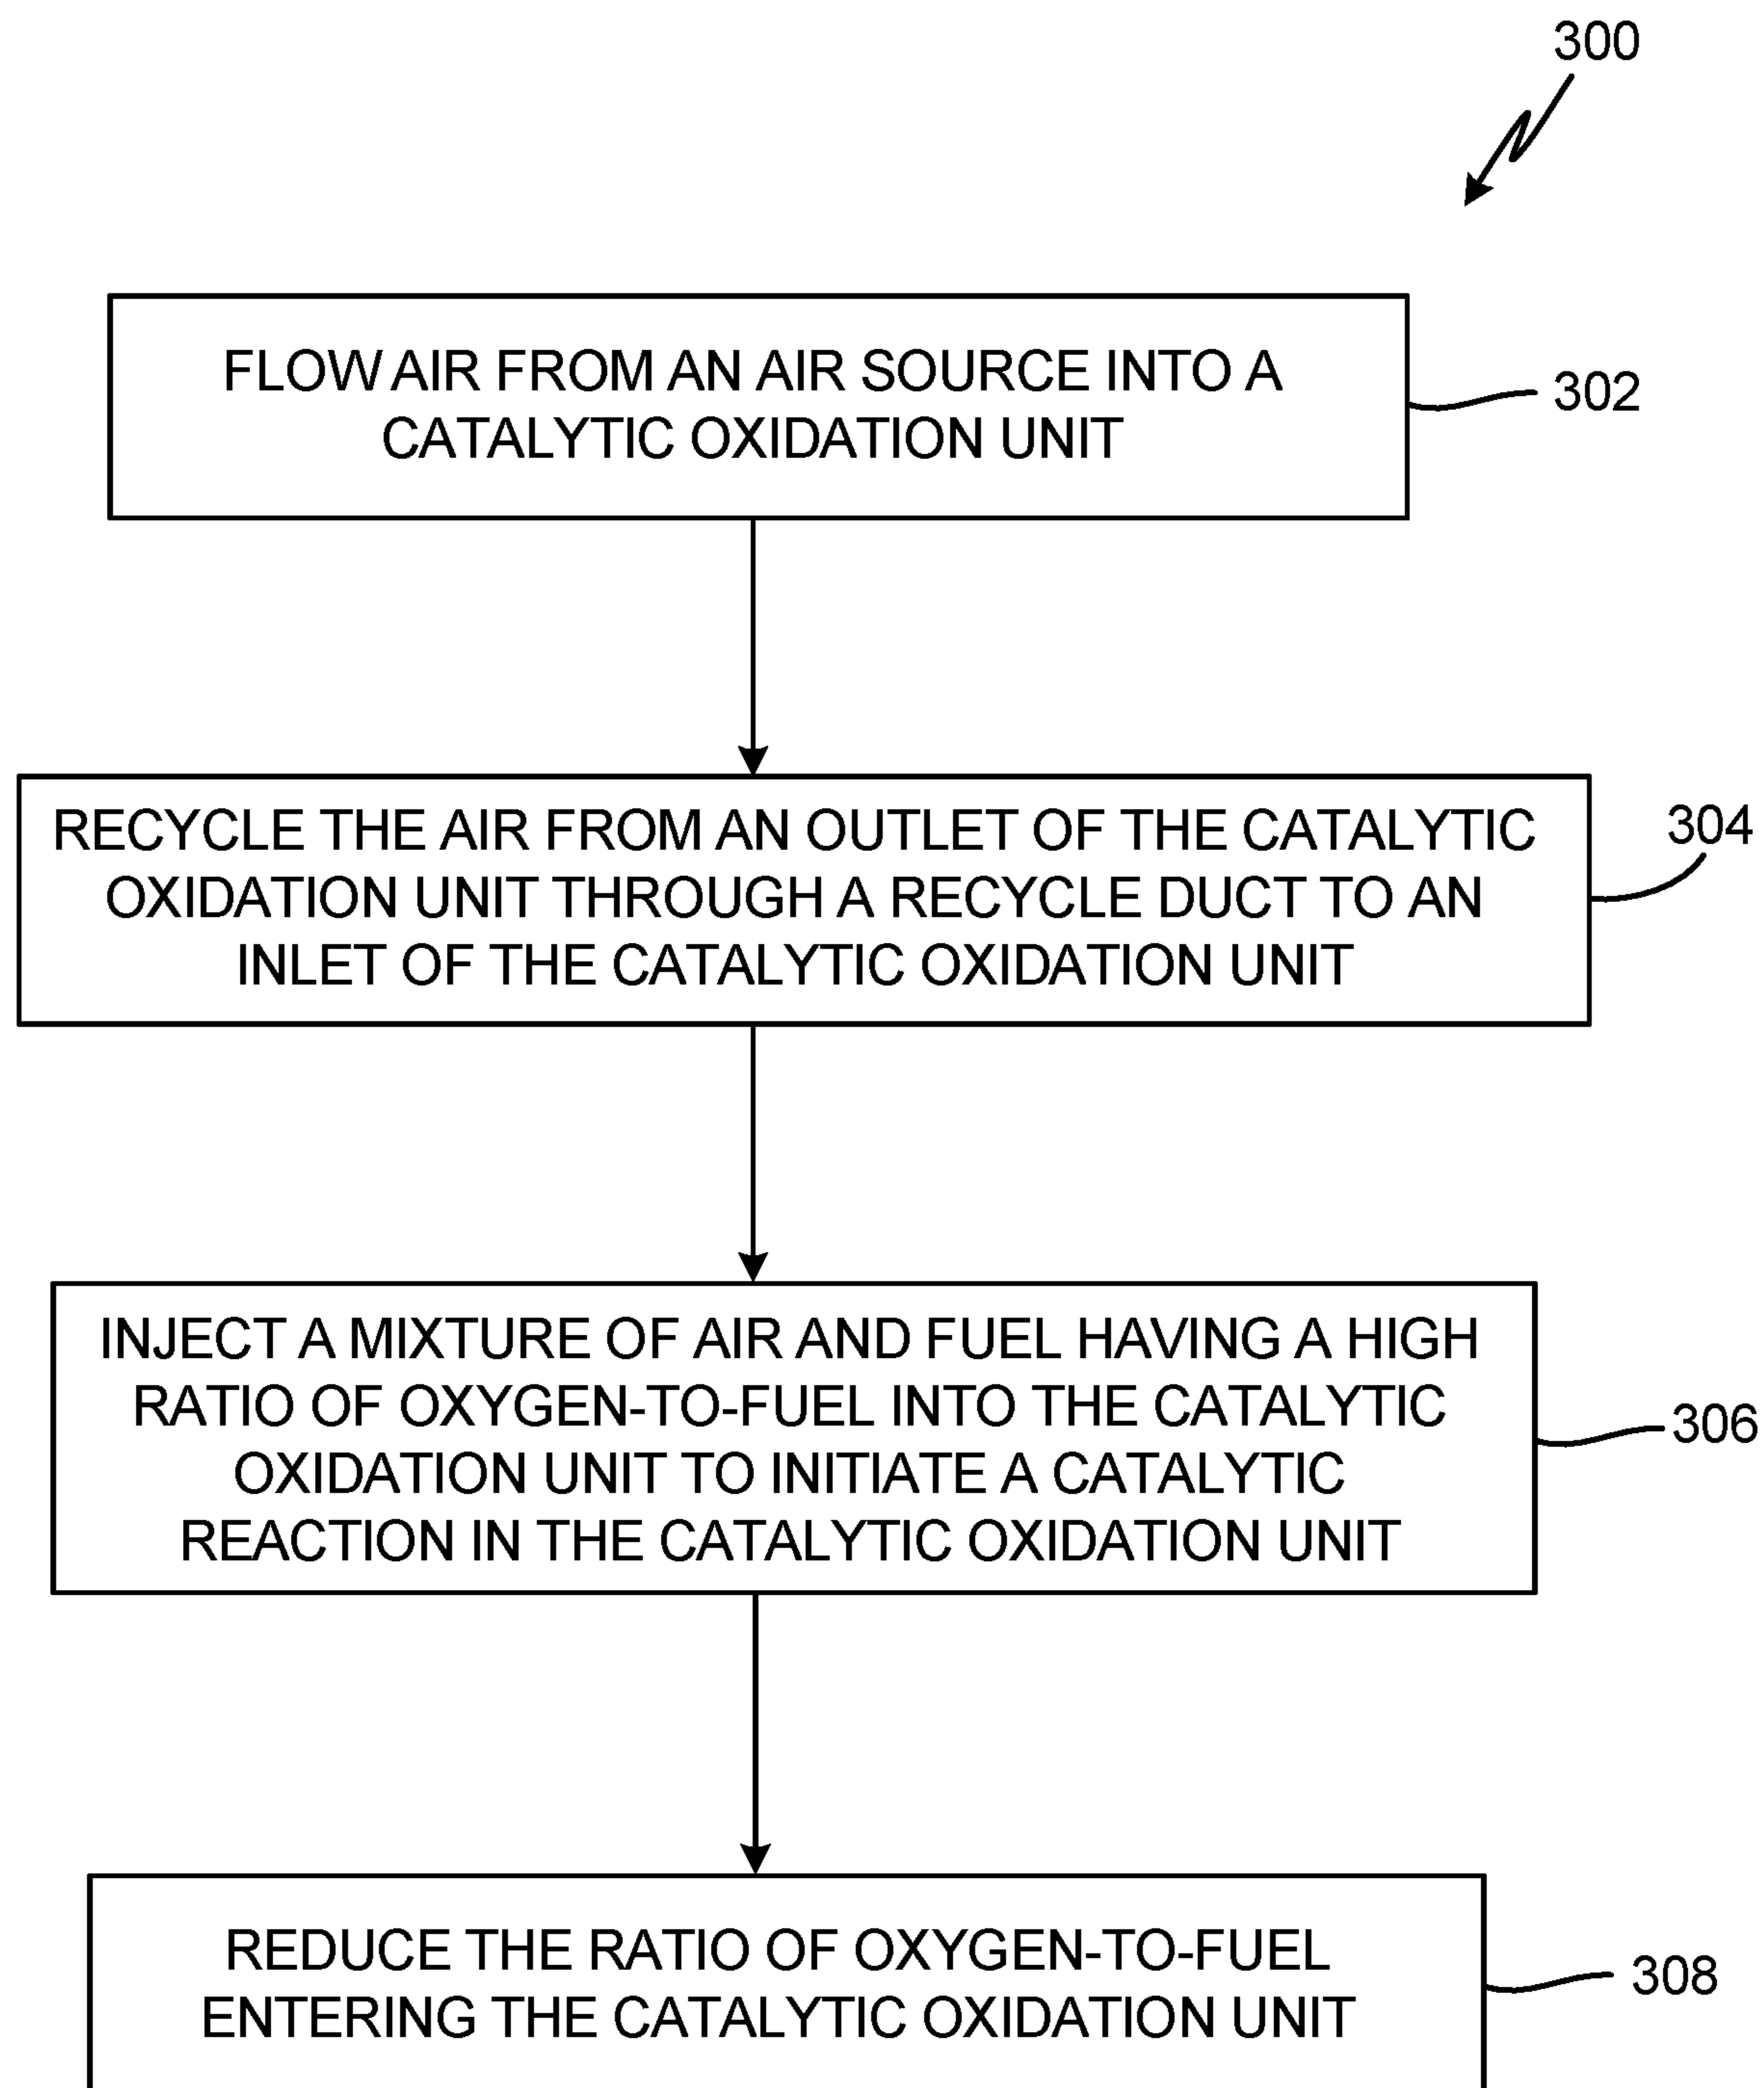 300
FLOW AIR FROM AN AIR SOURCE INTO A
CATALYTIC OXIDATION UNIT
302
RECYCLE THE AIR FROM AN OUTLET OF THE CATALYTIC
OXIDATION UNIT THROUGH A RECYCLE DUCT TO AN
INLET OF THE CATALYTIC OXIDATION UNIT
304
INJECT A MIXTURE OF AIR AND FUEL HAVING A HIGH
RATIO OF OXYGEN-TO-FUEL INTO THE CATALYTIC
OXIDATION UNIT TO INITIATE A CATALYTIC
REACTION IN THE CATALYTIC OXIDATION UNIT
306
REDUCE THE RATIO OF OXYGEN-TO-FUEL
ENTERING THE CATALYTIC OXIDATION UNIT
308